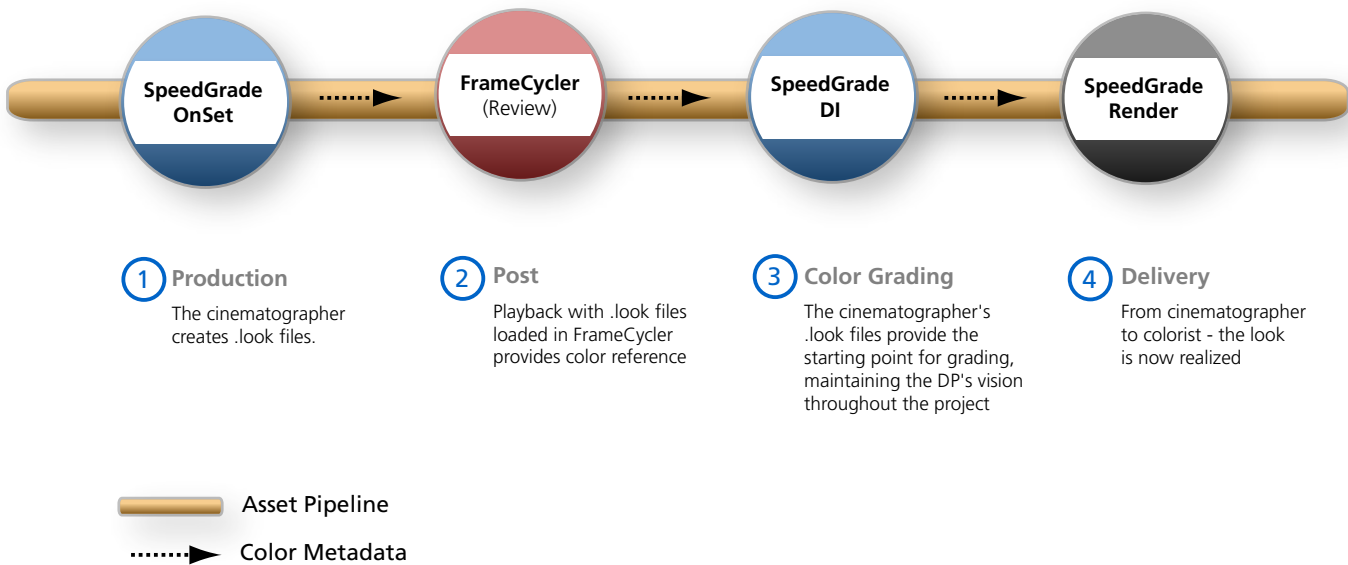 SpeedGrade
OnSet
FrameCycler
(Review)
SpeedGrade
DI
SpeedGrade
Render
1 Production
The cinematographer
creates .look files.
2 Post
Playback with .look files
loaded in FrameCycler
provides color reference
3 Color Grading
The cinematographer's
.look files provide the
starting point for grading,
maintaining the DP's vision
throughout the project
4 Delivery
From cinematographer
to colorist - the look
is now realized
Asset Pipeline
Color Metadata